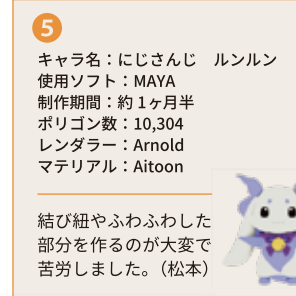 5
キャラ名：にじさんじ　ルンルン
使用ソフト：MAYA
制作期間：約 1ヶ月半
ポリゴン数：10,304
レンダラー：Arnold
マテリアル：Aitoon
結び紐やふわふわした
部分を作るのが大変で
苦労しました。（松本）